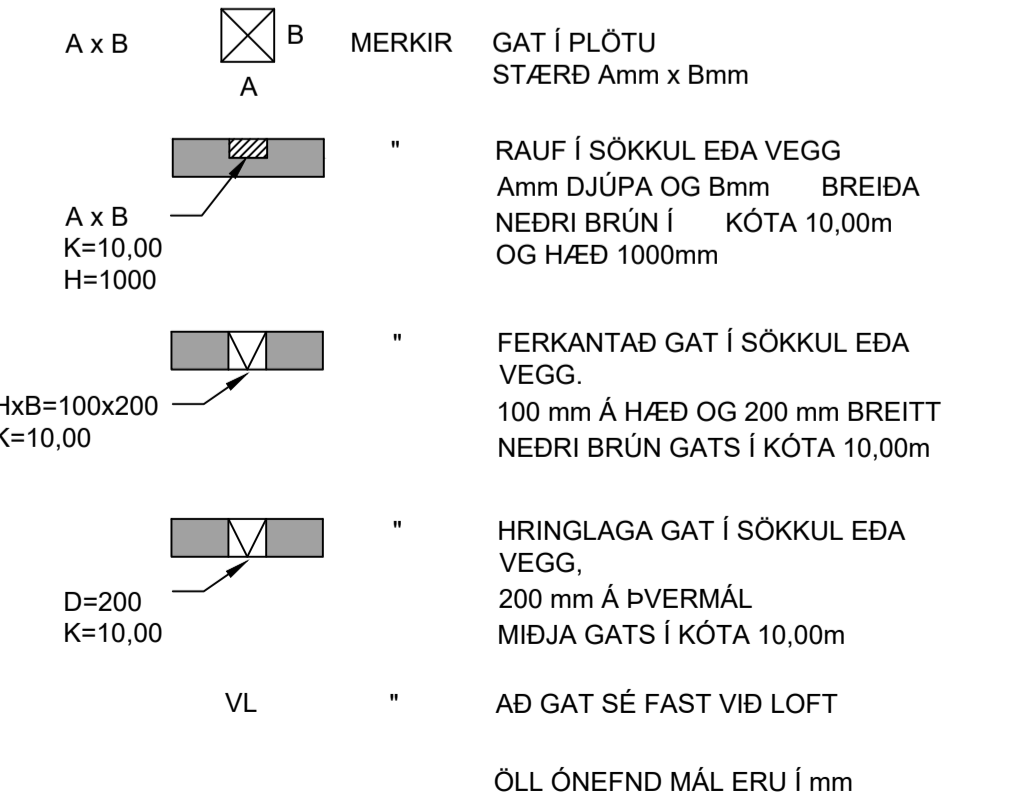 A x B B MERKIR GAT Í PLÖTU
STÆRÐ Amm x Bmm
A
" RAUF Í SÖKKUL EÐA VEGG
Amm DJÚPA OG Bmm BREIÐA
A x B NEÐRI BRÚN Í KÓTA 10,00m
K=10,00 OG HÆÐ 1000mm
H=1000
" FERKANTAÐ GAT Í SÖKKUL EÐA
VEGG.
HxB=100x200 100 mm Á HÆÐ OG 200 mm BREITT
K=10,00 NEÐRI BRÚN GATS Í KÓTA 10,00m
" HRINGLAGA GAT Í SÖKKUL EÐA
VEGG,
D=200 200 mm Á ÞVERMÁL
K=10,00 MIÐJA GATS Í KÓTA 10,00m
VL " AÐ GAT SÉ FAST VIÐ LOFT
ÖLL ÓNEFND MÁL ERU Í mm